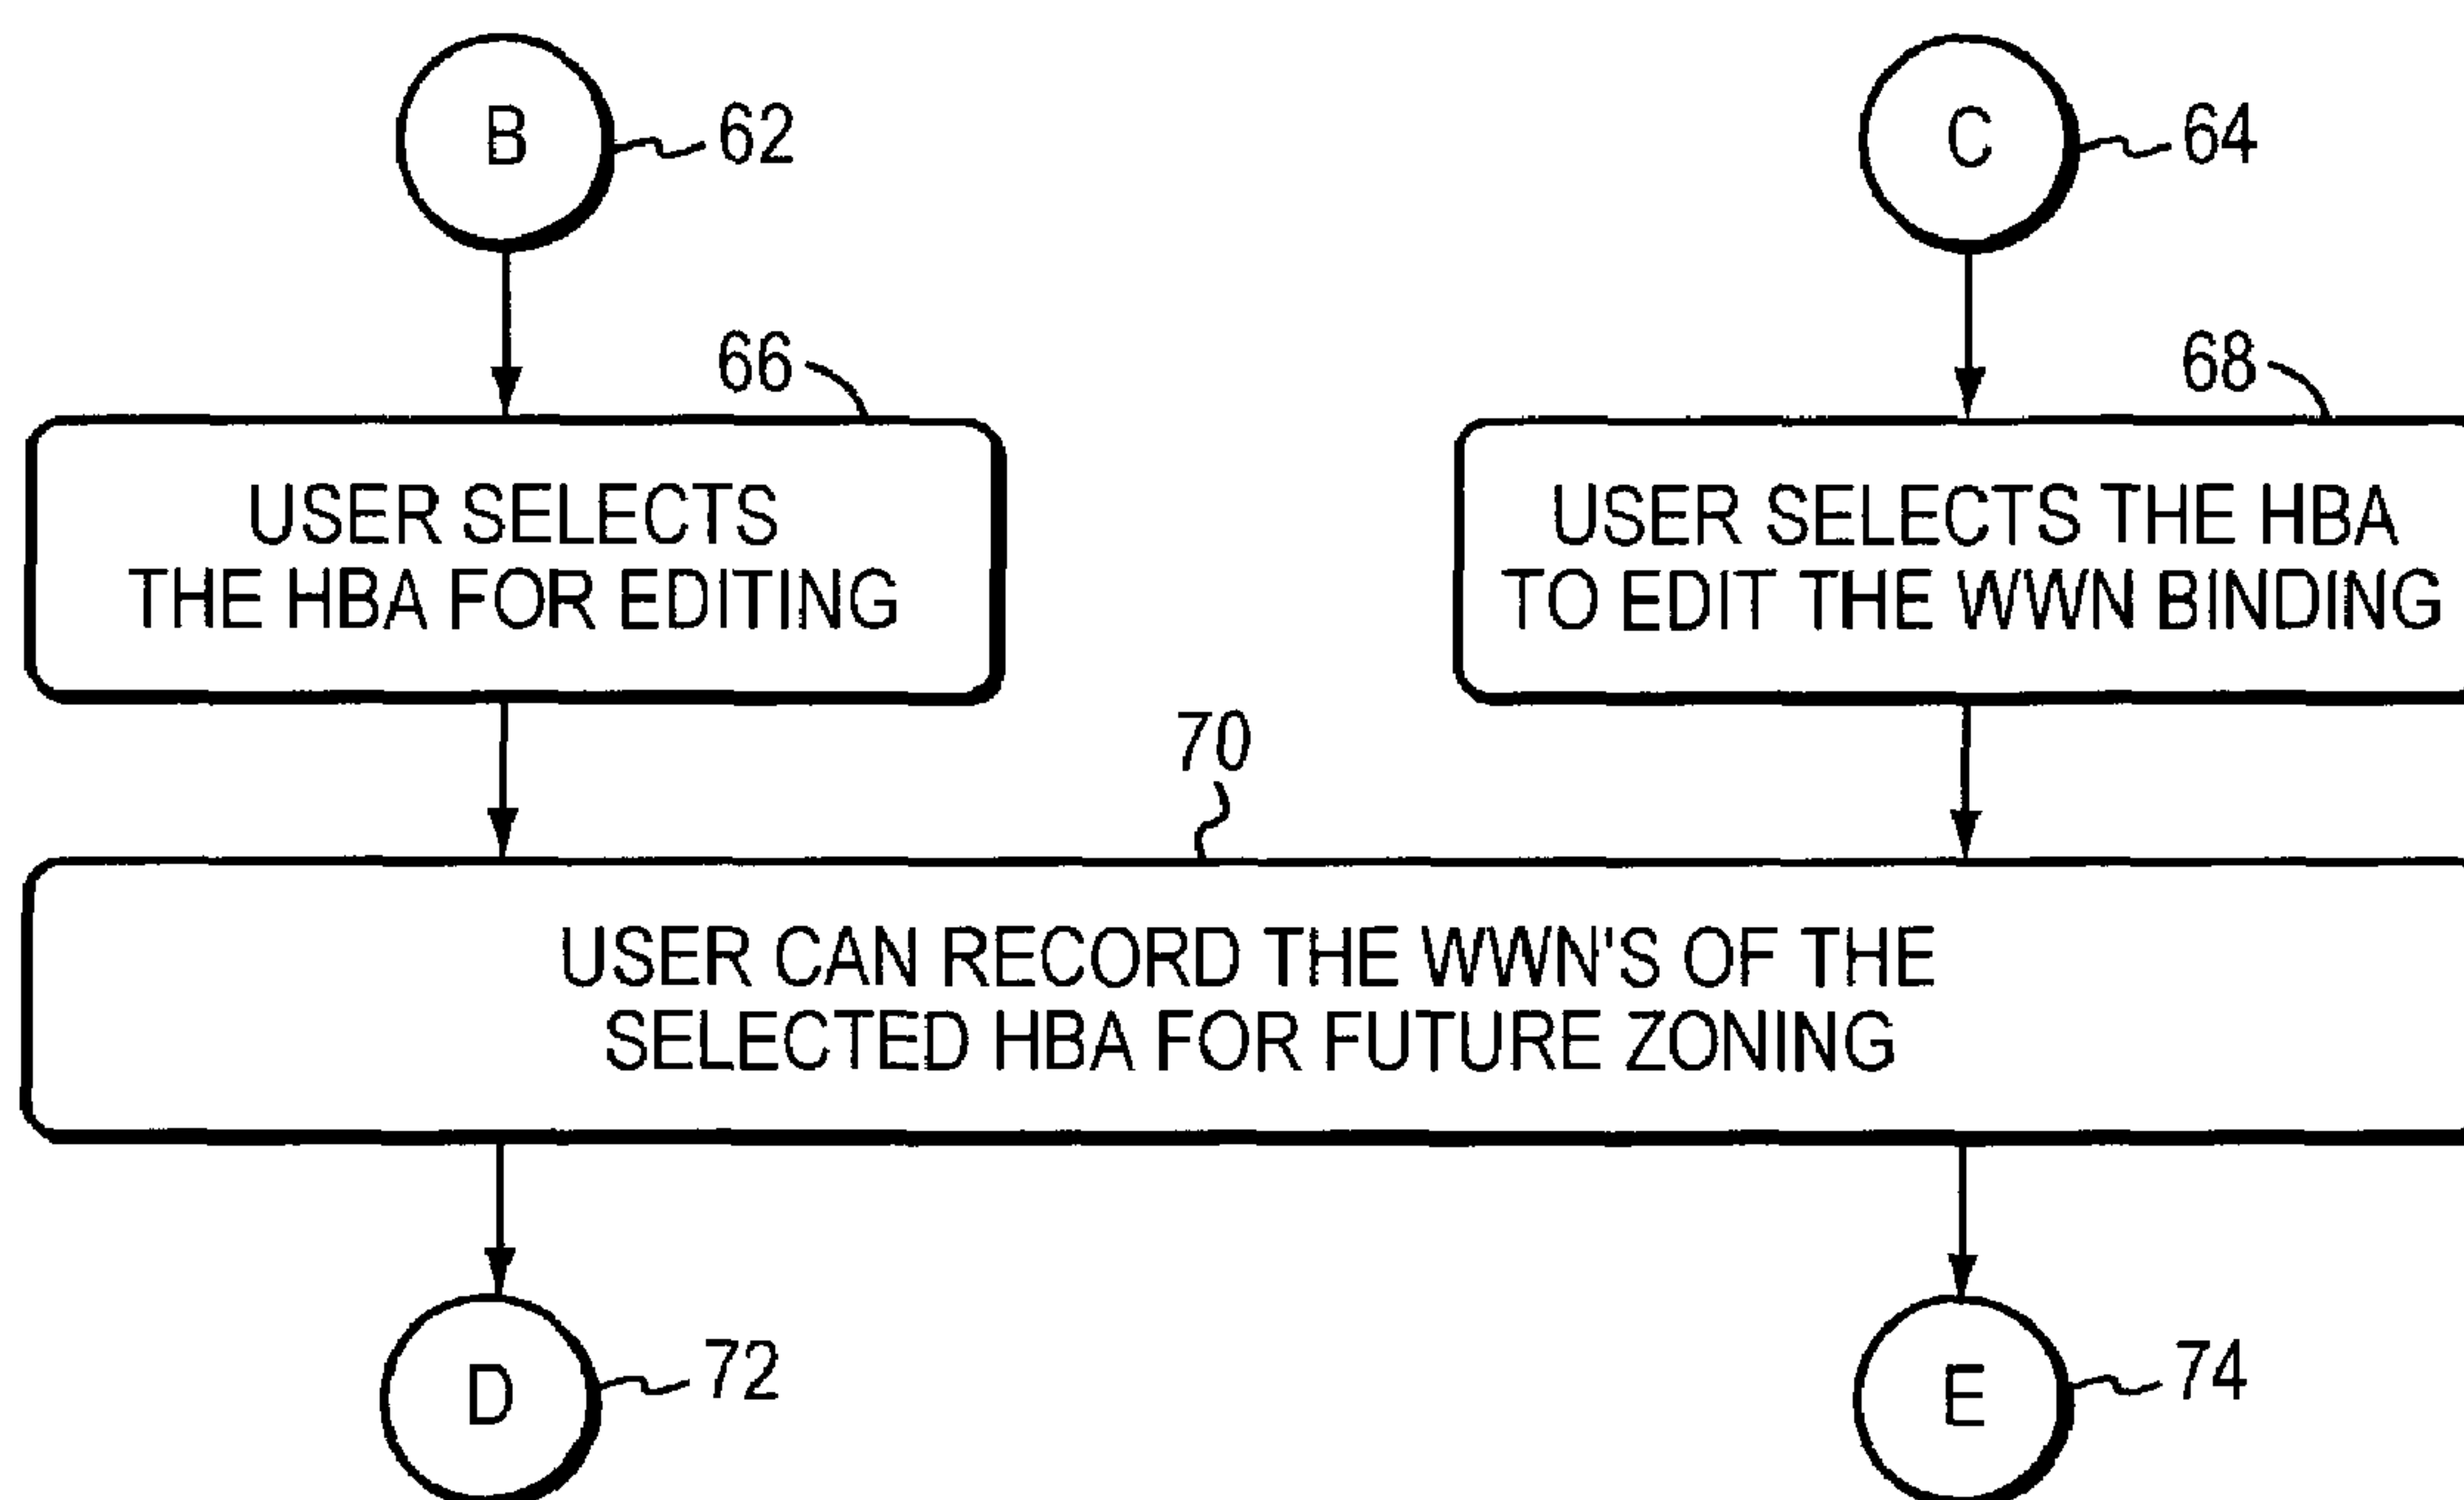 B
62
C
64
66
68
USER SELECTS
THE HBA FOR EDITING
USER SELECTS THE HBA
TO EDIT THE WWN BINDING
70
USER CAN RECORD THE WWN'S OF THE
SELECTED HBA FOR FUTURE ZONING
D
72
E
74